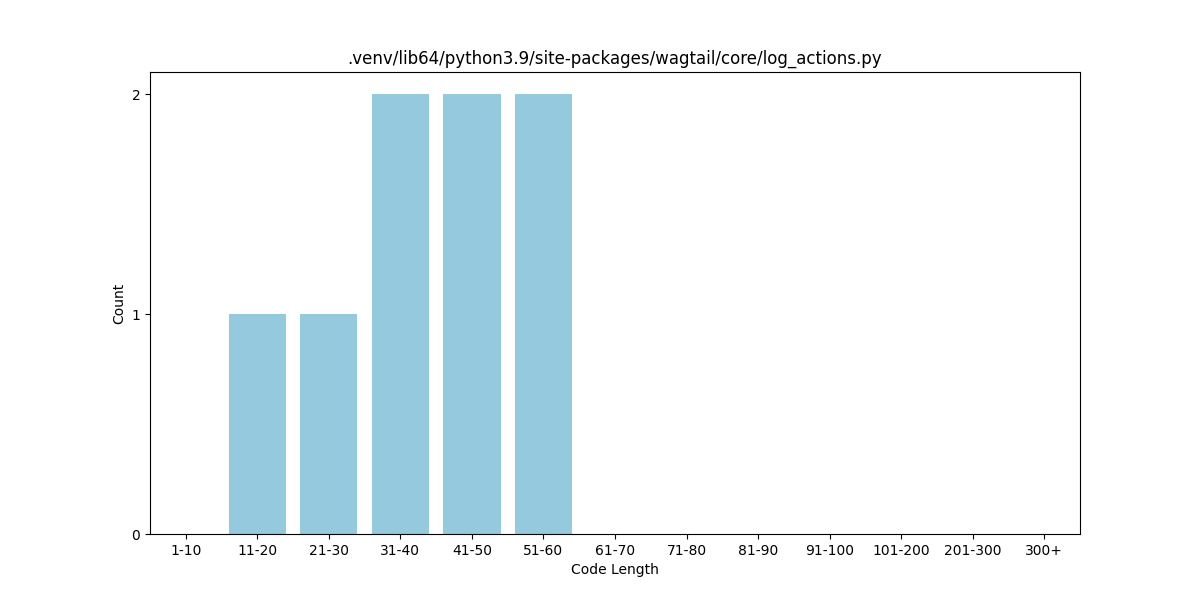 .venv/lib64/python3.9/site-packages/wagtail/core/log_actions.py
2
1
0
Count
1-10 11-20 21-30 31-40 41-50 51-60 61-70 71-80 81-90 91-100 101-200 201-300 300+
Code Length